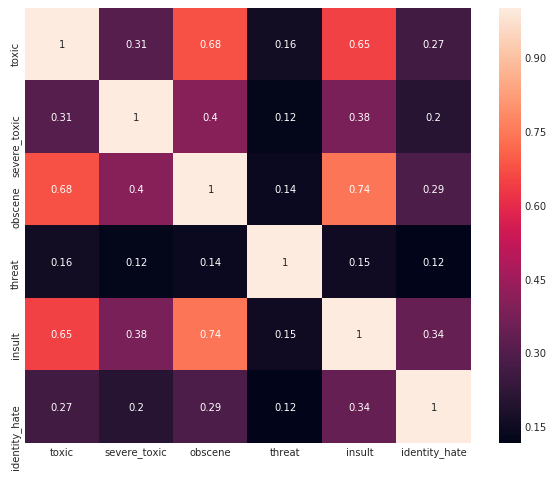 toxic 1 0.31 0.68 0.16 0.65 0.27
severe_toxic 0.31 1 0.4 0.12 0.38 0.2
obscene 0.68 0.4 1 0.14 0.74 0.29
threat 0.16 0.12 0.14 1 0.15 0.12
insult 0.65 0.38 0.74 0.15 1 0.34
identity_hate 0.27 0.2 0.29 0.12 0.34 1
toxic severe_toxic obscene threat insult identity_hate
0.90
0.75
0.60
0.45
0.30
0.15